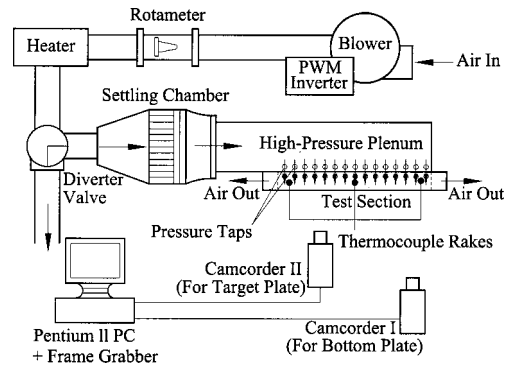 Rotameter
Heater
Blower
PWM
Inverter
Air In
Settling Chamber
High-Pressure Plenum
Diverter
Valve
Air Out
Air Out
Test Section
Pressure Taps
Thermocouple Rakes
Camcorder II
(For Target Plate)
Pentium II PC
+ Frame Grabber
Camcorder I
(For Bottom Plate)